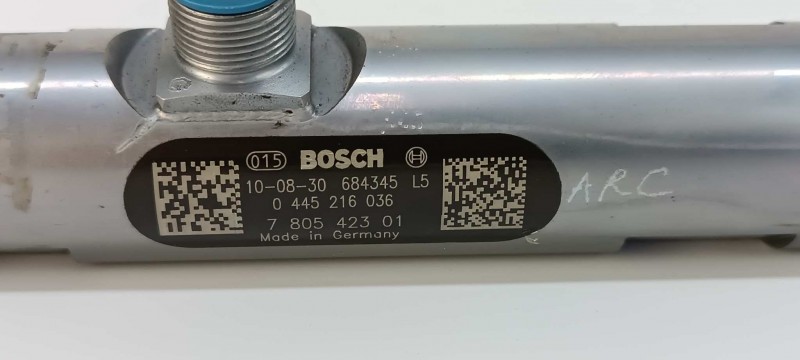 015 BOSCH
10-08-30 684345 L5
0 445 216 036
7 805 423 01
Made in Germany
ARC